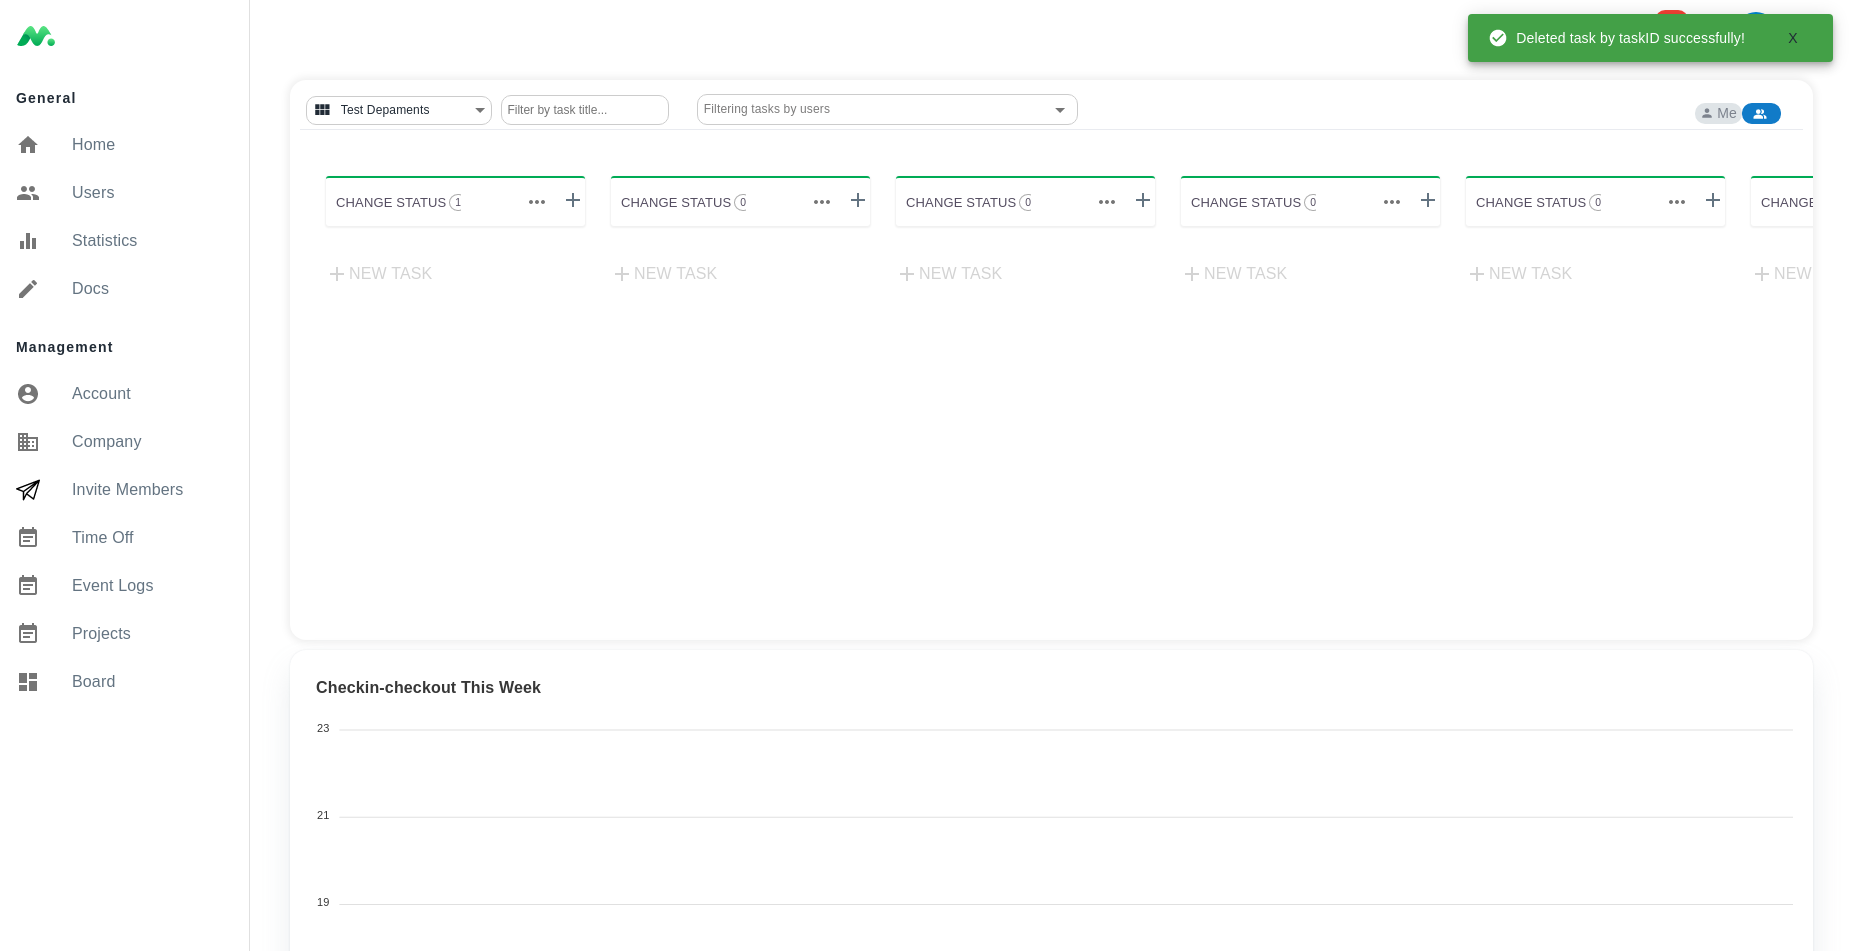 Deleted task by taskID successfully! X
General
Home
Users
Statistics
Docs
Management
Account
Company
Invite Members
Time Off
Event Logs
Projects
Board
Test Depaments
Filter by task title...
Filtering tasks by users
Me
CHANGE STATUS 1
CHANGE STATUS 0
CHANGE STATUS 0
CHANGE STATUS 0
CHANGE STATUS 0
CHANGE
NEW TASK
NEW TASK
NEW TASK
NEW TASK
NEW TASK
NEW
Checkin-checkout This Week
23
21
19